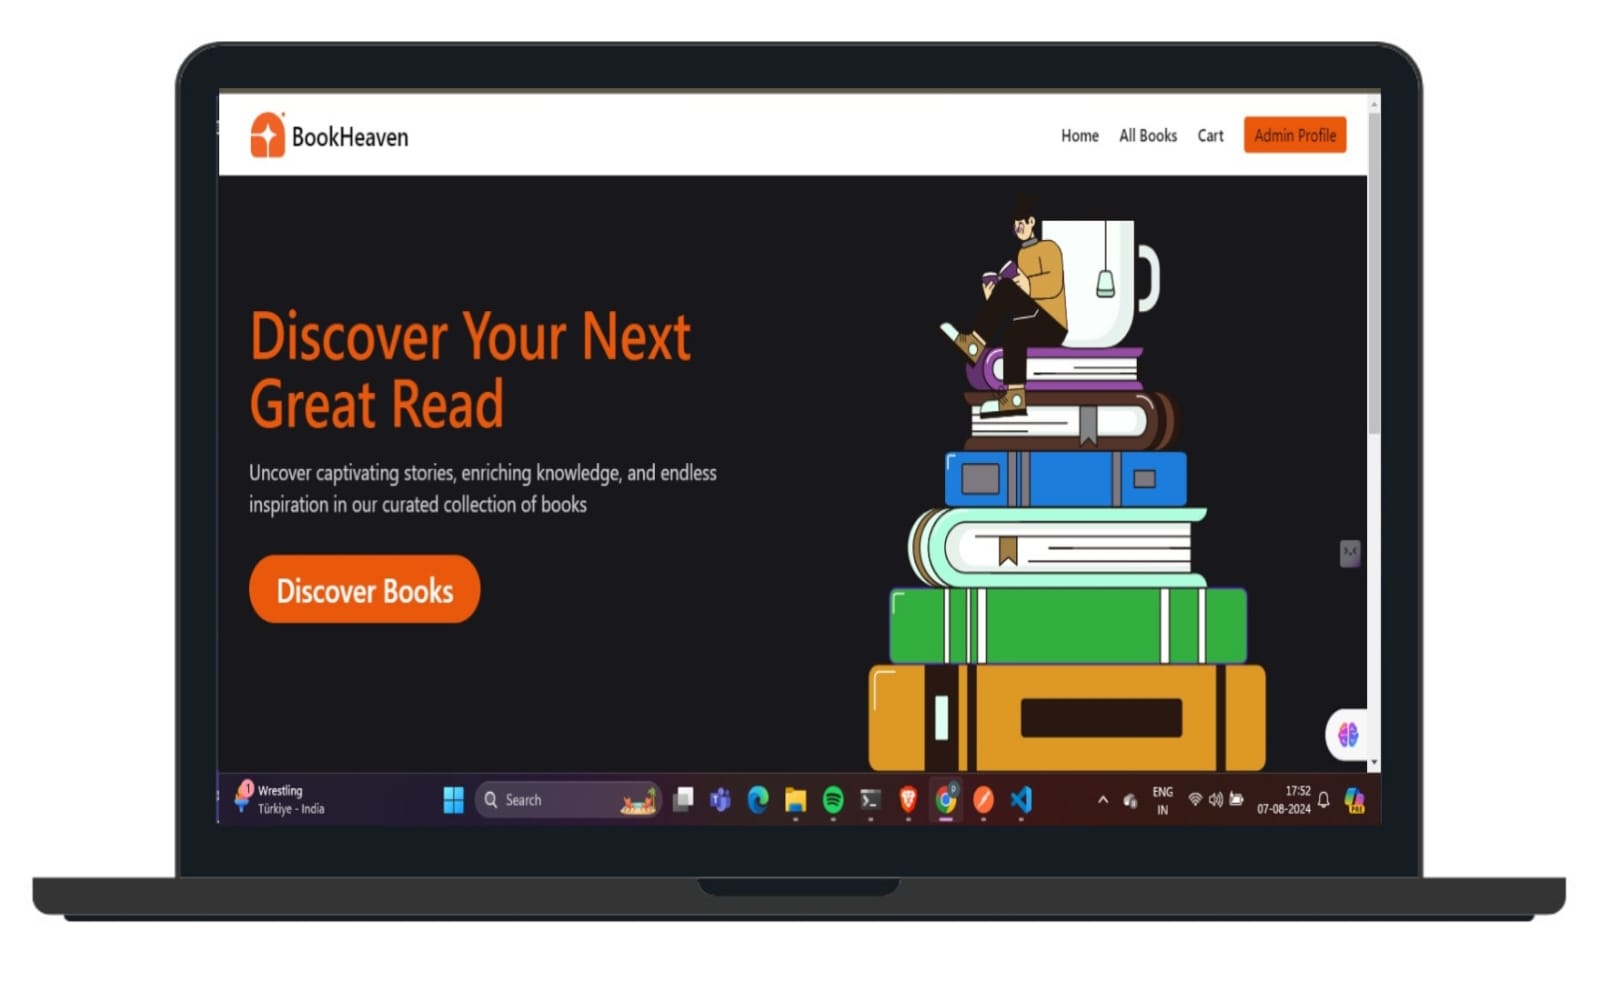 BookHeaven
Home All Books Cart Admin Profile
Discover Your Next
Great Read
Uncover captivating stories, enriching knowledge, and endless
inspiration in our curated collection of books
Discover Books
1
Wrestling
Türkiye - India
Search
ENG
IN
17:52
07-08-2024
PRE